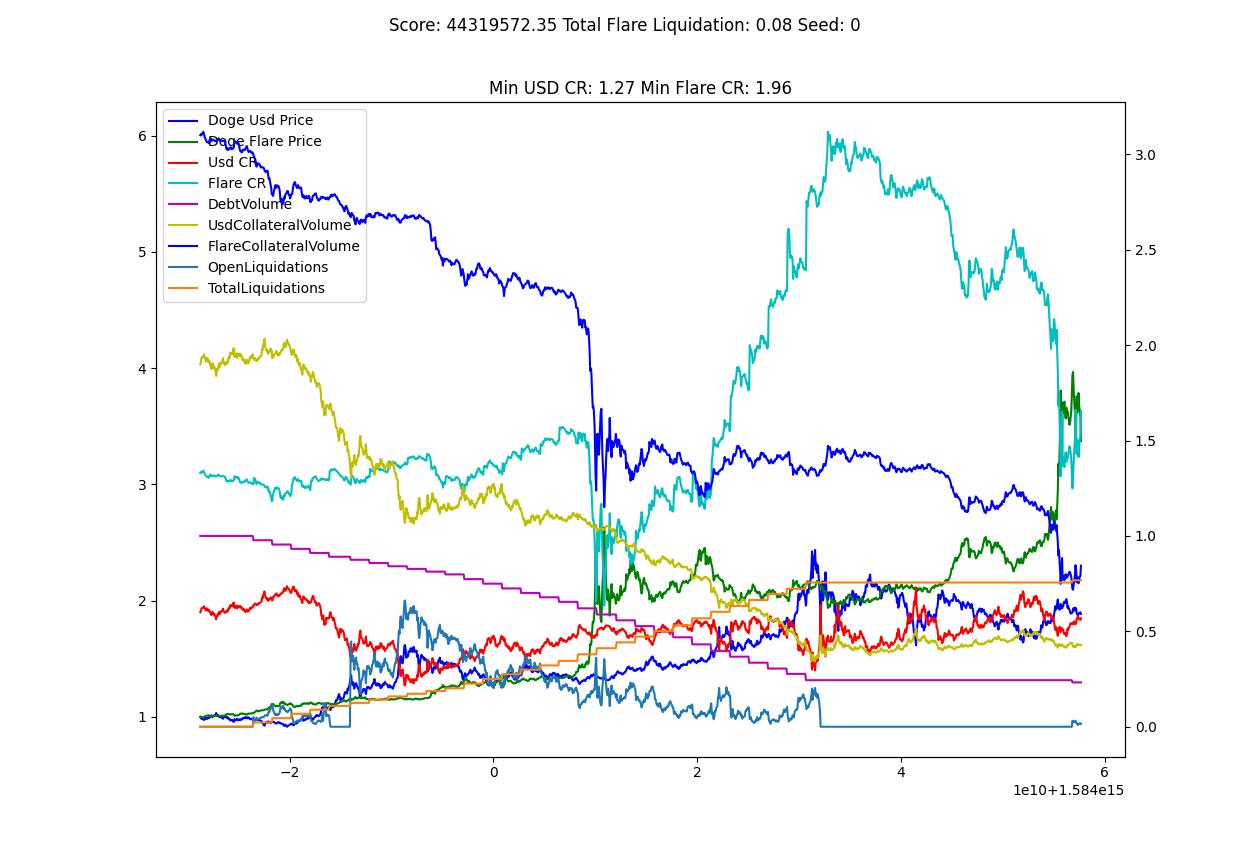 Score: 44319572.35 Total Flare Liquidation: 0.08 Seed: 0
Min USD CR: 1.27 Min Flare CR: 1.96
Doge Usd Price
Doge Flare Price
Usd CR
Flare CR
DebtVolume
UsdCollateralVolume
FlareCollateralVolume
OpenLiquidations
TotalLiquidations
6
5
4
3
2
1
3.0
2.5
2.0
1.5
1.0
0.5
0.0
−2
0
2
4
6
1e10+1.584e15